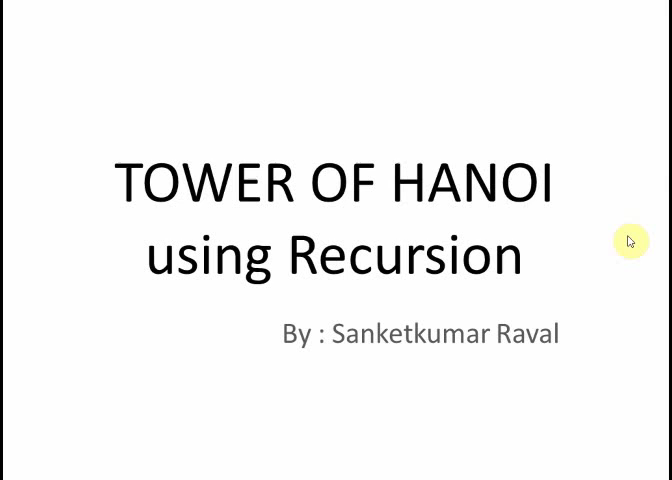 TOWER OF HANOI
using Recursion
By : Sanketkumar Raval